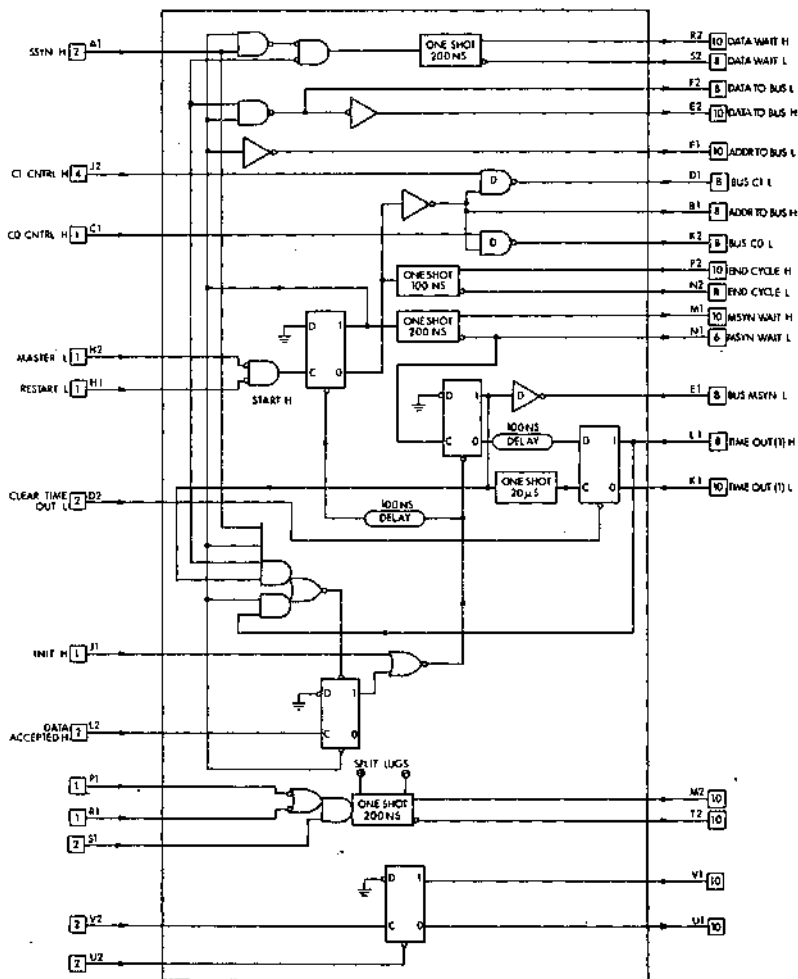 SSYN H 2 A1
ONE SHOT
200 NS
R2 10 DATA WAIT H
S2 8 DATA WAIT L
F2 8 DATA TO BUS L
E2 10 DATA TO BUS H
F1 10 ADDR TO BUS L
C1 CNTRL H 4 J2
D
D1 8 BUS C1 L
B1 8 ADDR TO BUS H
C0 CNTRL H 1 C1
D
K2 8 BUS C0 L
ONE SHOT
100 NS
P2 10 END CYCLE H
N2 8 END CYCLE L
D 1
C 0
ONE SHOT
200 NS
M1 10 MSYN WAIT H
N1 6 MSYN WAIT L
MASTER L 1 H2
RESTART L 1 H1
START H
D 1
C 0
D
E1 8 BUS MSYN L
100 NS
DELAY
D 1
C 0
L1 8 TIME OUT (1) H
ONE SHOT
20 µS
K1 10 TIME OUT (1) L
CLEAR TIME
OUT L 2 D2
100 NS
DELAY
INIT H 1 J1
D 1
C 0
DATA
ACCEPTED H 2 L2
SPLIT LUGS
1 P1
ONE SHOT
200 NS
M2 10
1 R1
T2 10
2 S1
D 1
C 0
V1 10
2 V2
U1 10
2 U2